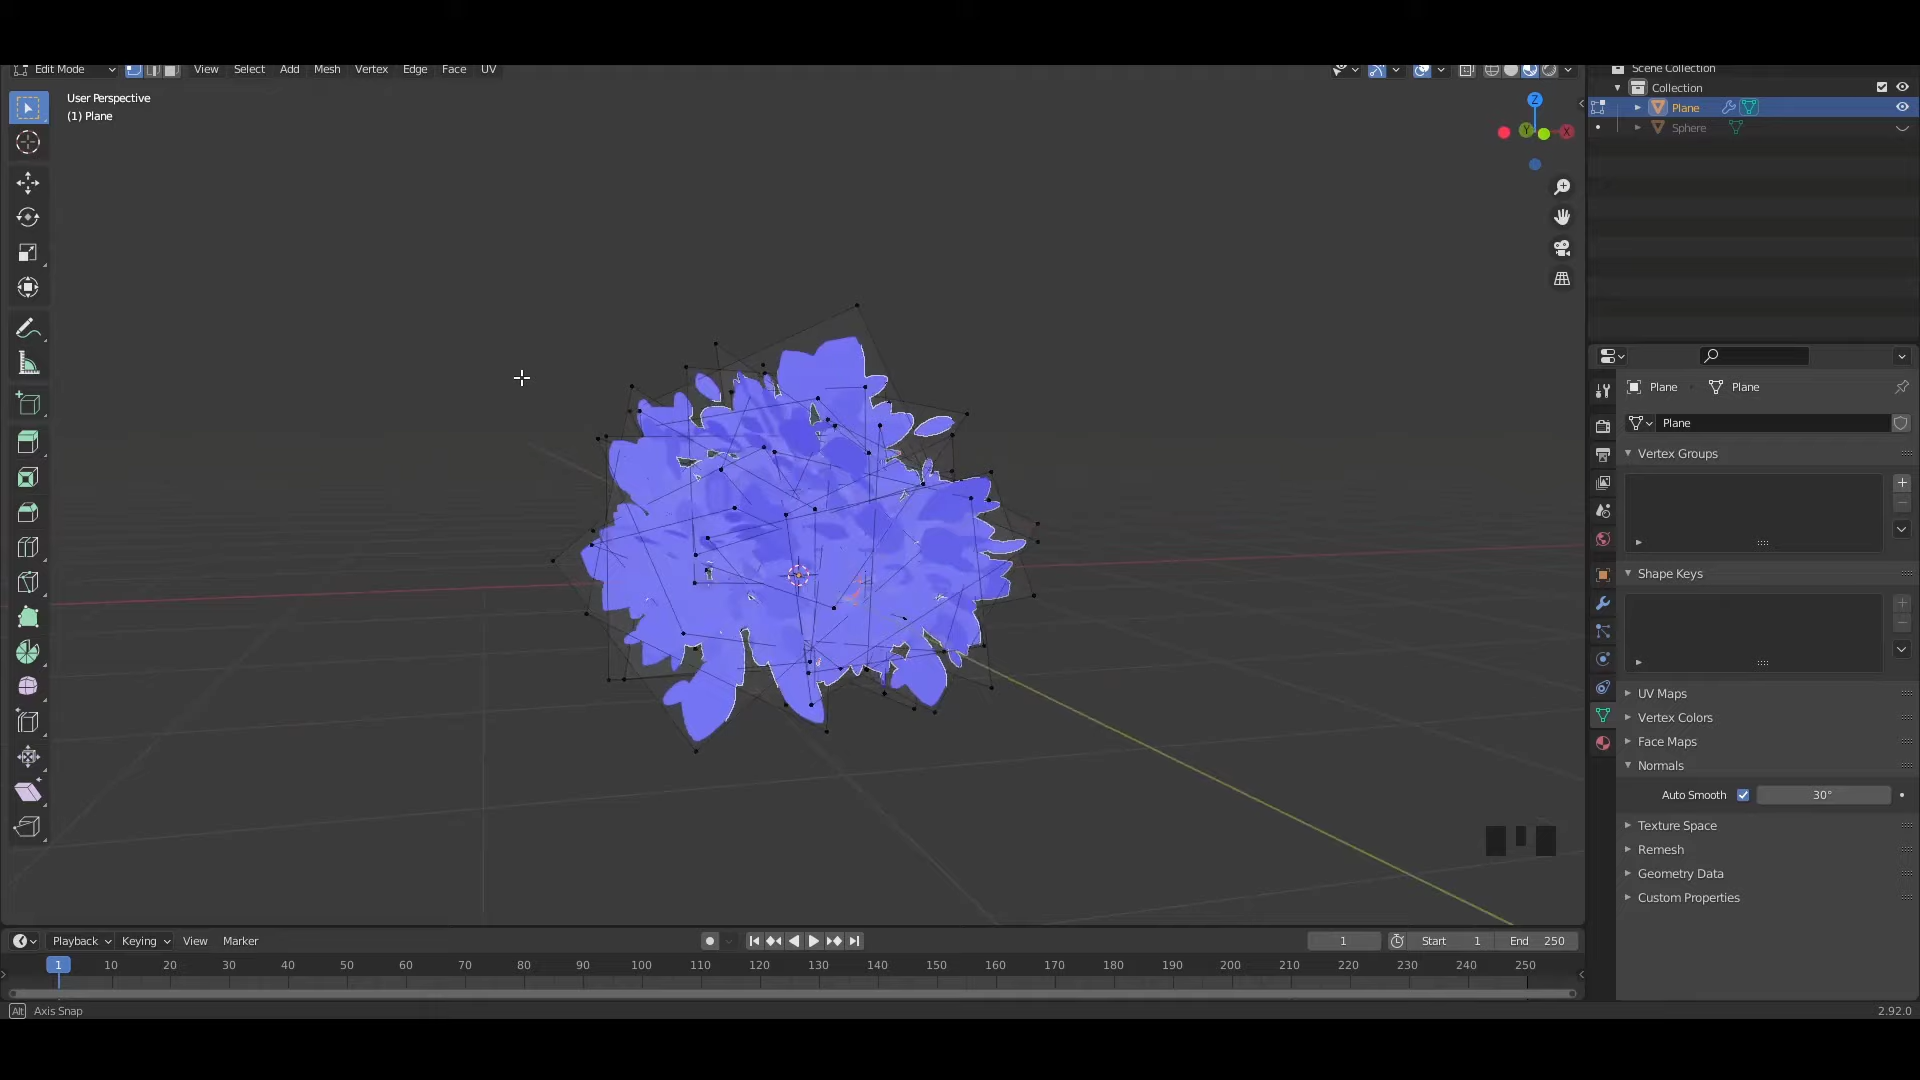 Edit Mode View Select Add Mesh Vertex Edge Face UV
Scene Collection
User Perspective
(1) Plane
Z
Y
X
Collection
Plane
Sphere
Plane Plane
Plane
Vertex Groups
Shape Keys
UV Maps
Vertex Colors
Face Maps
Normals
Auto Smooth 30°
Texture Space
Remesh
Geometry Data
Custom Properties
Playback Keying View Marker 1 Start 1 End 250
1 10 20 30 40 50 60 70 80 90 100 110 120 130 140 150 160 170 180 190 200 210 220 230 240 250
Alt Axis Snap 2.92.0